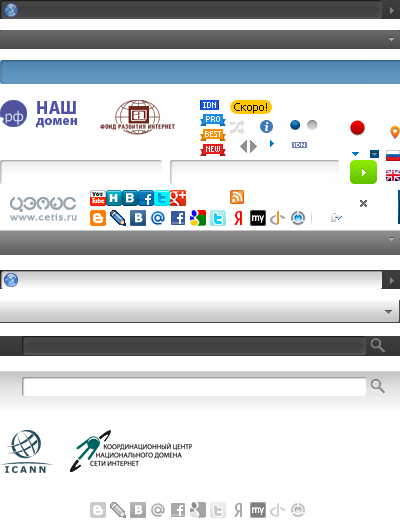 .рф
НАШ
домен
ФОНД РАЗВИТИЯ ИНТЕРНЕТ
IDN
PRO
BEST
NEW
Скоро!
IDN
ЦЭПИС
www.cetis.ru
You
Tube
H
B
f
t
g+
B
@
f
g
t
Я
my
ICANN
КООРДИНАЦИОННЫЙ ЦЕНТР
НАЦИОНАЛЬНОГО ДОМЕНА
СЕТИ ИНТЕРНЕТ
B
@
f
g
t
Я
my